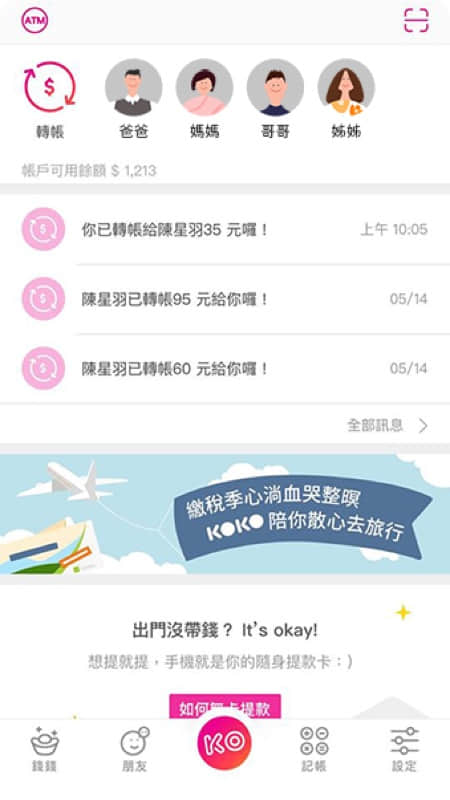 ATM
$
轉帳
爸爸
媽媽
哥哥
姊姊
帳戶可用餘額 $ 1,213
$
你已轉帳給陳星羽35 元囉！
上午 10:05
$
陳星羽已轉帳95 元給你囉！
05/14
$
陳星羽已轉帳60 元給你囉！
05/14
全部訊息
繳稅季心淌血哭整暝
KOKO 陪你散心去旅行
出門沒帶錢？ It's okay!
想提就提，手機就是你的隨身提款卡：)
如何無卡提款
KO
錢錢
朋友
記帳
設定